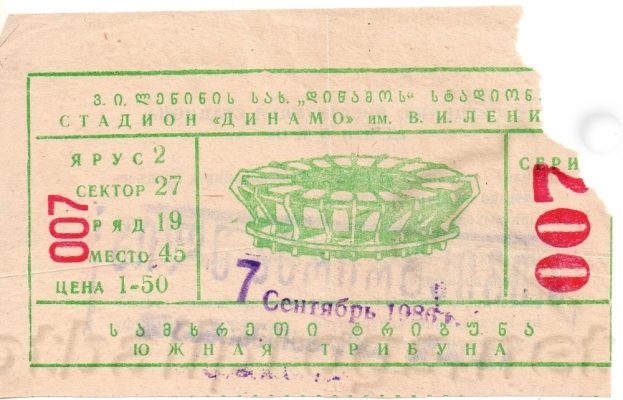 ვ. ი. ლენინის სახ. „დინამოს“ სტადიონ.
СТАДИОН «ДИНАМО» им. В. И. ЛЕНИ
ЯРУС 2
СЕКТОР 27
РЯД 19
МЕСТО 45
ЦЕНА 1-50
007
СЕРИ
007
7 Сентябрь 1986 г.
სამხრეთი ტრიბუნა
ЮЖНАЯ ТРИБУНА